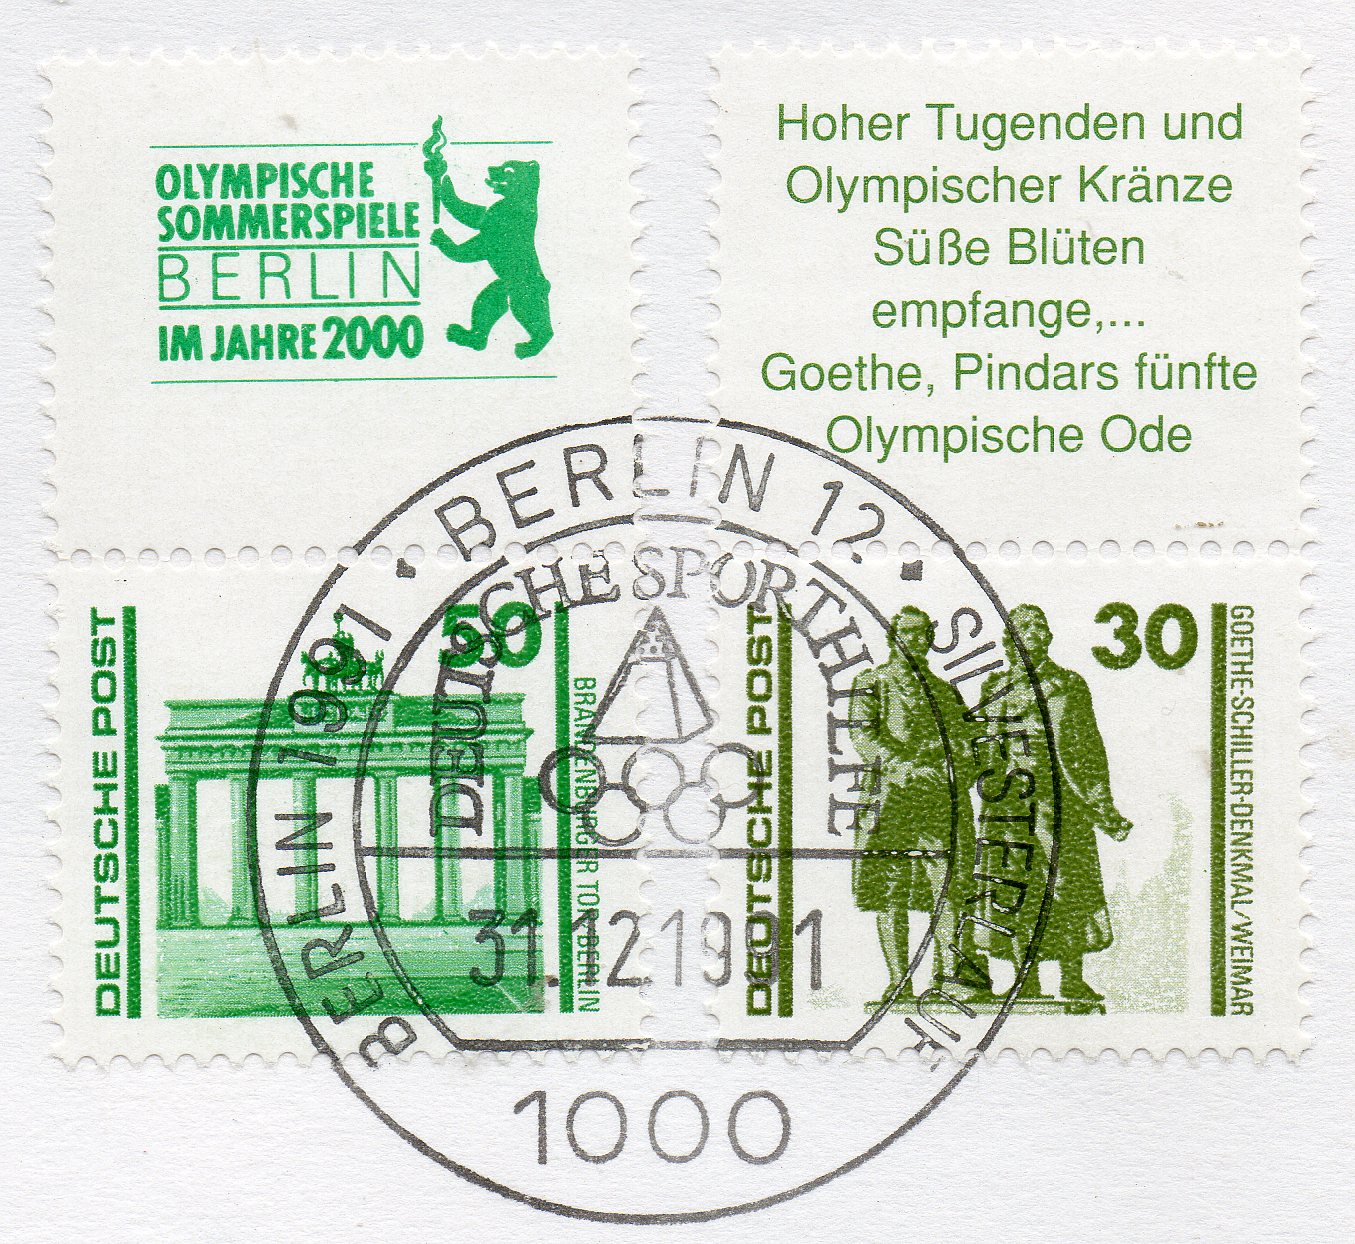 OLYMPISCHE
SOMMERSPIELE
BERLIN
IM JAHRE 2000
Hoher Tugenden und
Olympischer Kränze
Süße Blüten
empfange,...
Goethe, Pindars fünfte
Olympische Ode
DEUTSCHE POST
50
BRANDENBURGER TOR/BERLIN
DEUTSCHE POST
30
GOETHE-SCHILLER-DENKMAL/WEIMAR
BERLIN 12. SILVESTERLAUF BERLIN 1991
DEUTSCHE SPORTHILFE
31.12.1991
1000
B